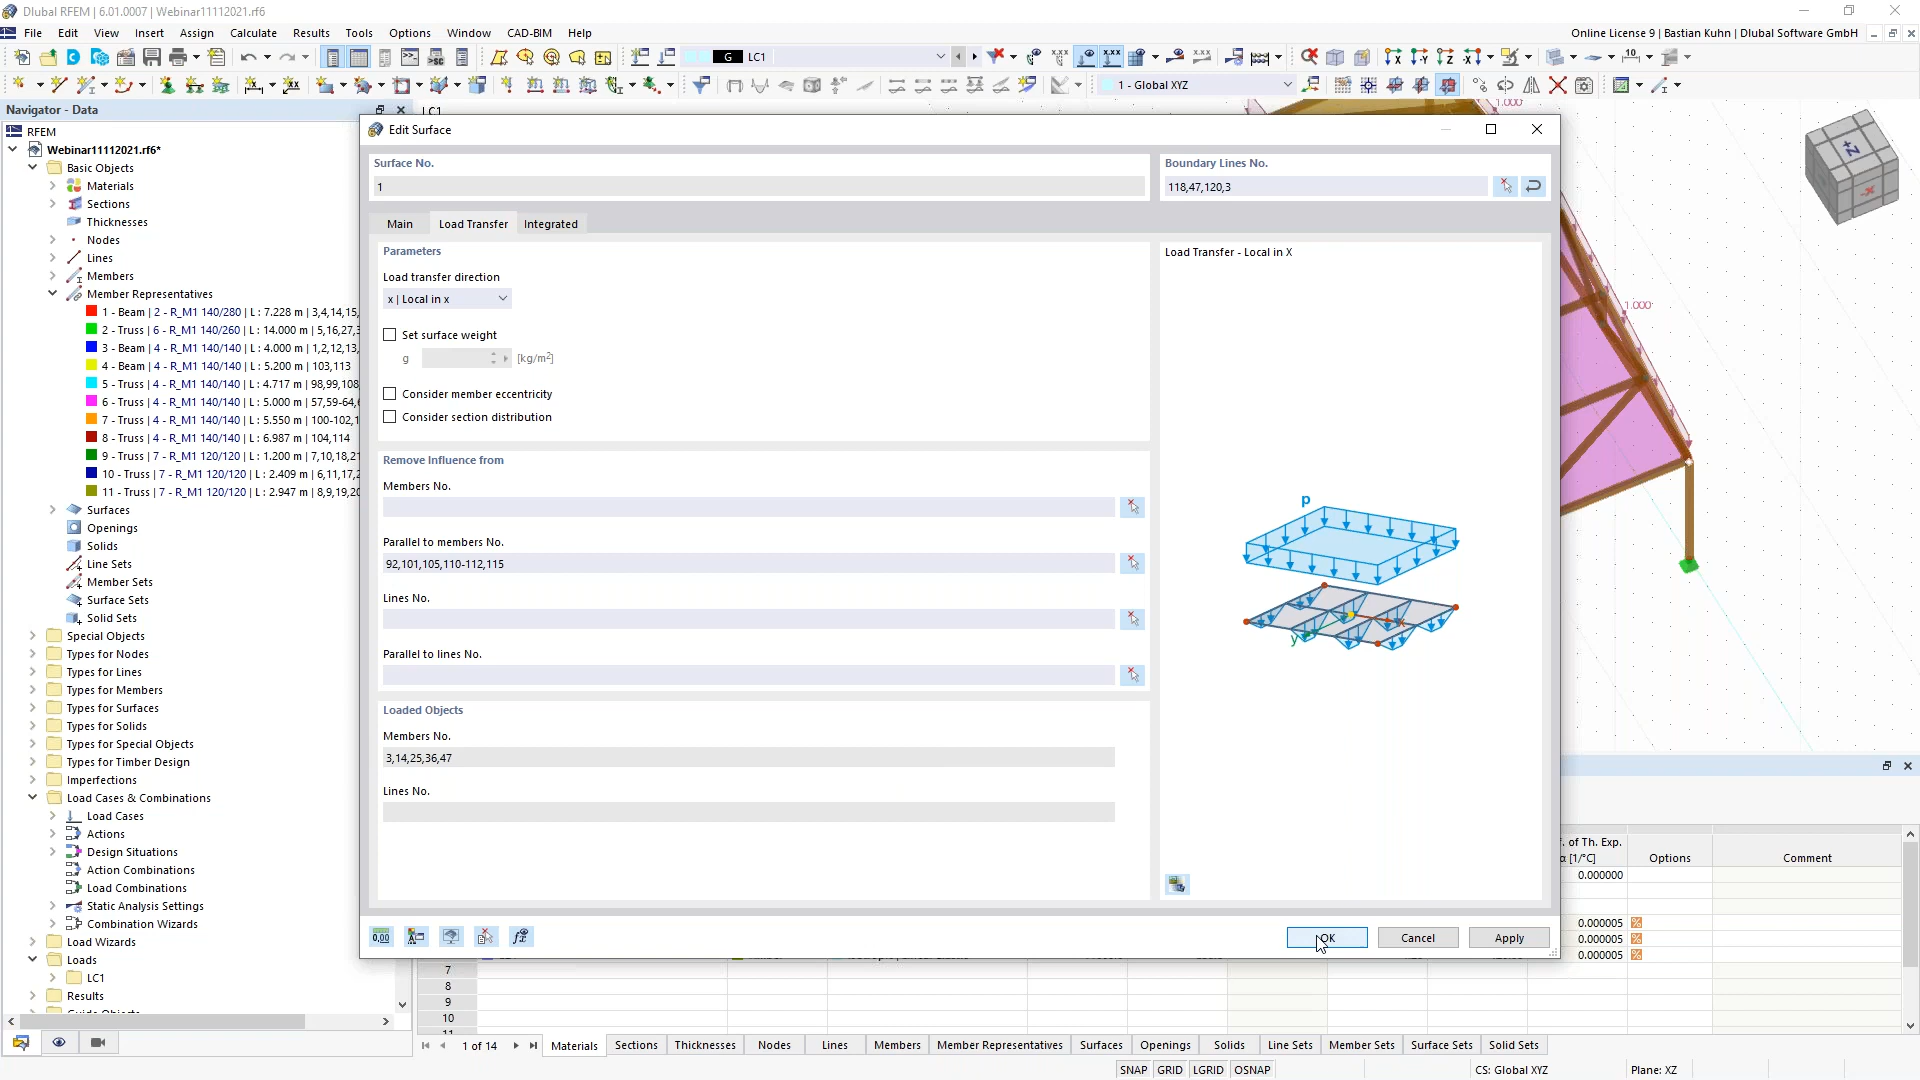 Dlubal RFEM | 6.01.0007 | Webinar11112021.rf6
File Edit View Insert Assign Calculate Results Tools Options Window CAD-BIM Help
Online License 9 | Bastian Kuhn | Dlubal Software GmbH
G LC1
1 - Global XYZ
Navigator - Data
LC1
RFEM
Webinar11112021.rf6*
Basic Objects
Materials
Sections
Thicknesses
Nodes
Lines
Members
Member Representatives
1 - Beam | 2 - R_M1 140/280 | L : 7.228 m | 3,4,14,15,
2 - Truss | 6 - R_M1 140/260 | L : 14.000 m | 5,16,27,3
3 - Beam | 4 - R_M1 140/140 | L : 4.000 m | 1,2,12,13,
4 - Beam | 4 - R_M1 140/140 | L : 5.200 m | 103,113
5 - Truss | 4 - R_M1 140/140 | L : 4.717 m | 98,99,108
6 - Truss | 4 - R_M1 140/140 | L : 5.000 m | 57,59-64,6
7 - Truss | 4 - R_M1 140/140 | L : 5.550 m | 100-102,1
8 - Truss | 4 - R_M1 140/140 | L : 6.987 m | 104,114
9 - Truss | 7 - R_M1 120/120 | L : 1.200 m | 7,10,18,21
10 - Truss | 7 - R_M1 120/120 | L : 2.409 m | 6,11,17,2
11 - Truss | 7 - R_M1 120/120 | L : 2.947 m | 8,9,19,20
Surfaces
Openings
Solids
Line Sets
Member Sets
Surface Sets
Solid Sets
Special Objects
Types for Nodes
Types for Lines
Types for Members
Types for Surfaces
Types for Solids
Types for Special Objects
Types for Timber Design
Imperfections
Load Cases & Combinations
Load Cases
Actions
Design Situations
Action Combinations
Load Combinations
Static Analysis Settings
Combination Wizards
Load Wizards
Loads
LC1
Results
Guide Objects
Edit Surface
Surface No.
1
Boundary Lines No.
118,47,120,3
Main Load Transfer Integrated
Parameters
Load transfer direction
x | Local in x
Set surface weight
g [kg/m2]
Consider member eccentricity
Consider section distribution
Remove Influence from
Members No.
Parallel to members No.
92,101,105,110-112,115
Lines No.
Parallel to lines No.
Loaded Objects
Members No.
3,14,25,36,47
Lines No.
Load Transfer - Local in X
p
x
y
OK Cancel Apply
1.000
1.000
+Z
-X
of Th. Exp.
α [1/°C]
Options
Comment
0.000000
0.000005
0.000005
0.000005
7
8
9
10
11
1 of 14 Materials Sections Thicknesses Nodes Lines Members Member Representatives Surfaces Openings Solids Line Sets Member Sets Surface Sets Solid Sets
SNAP GRID LGRID OSNAP CS: Global XYZ Plane: XZ